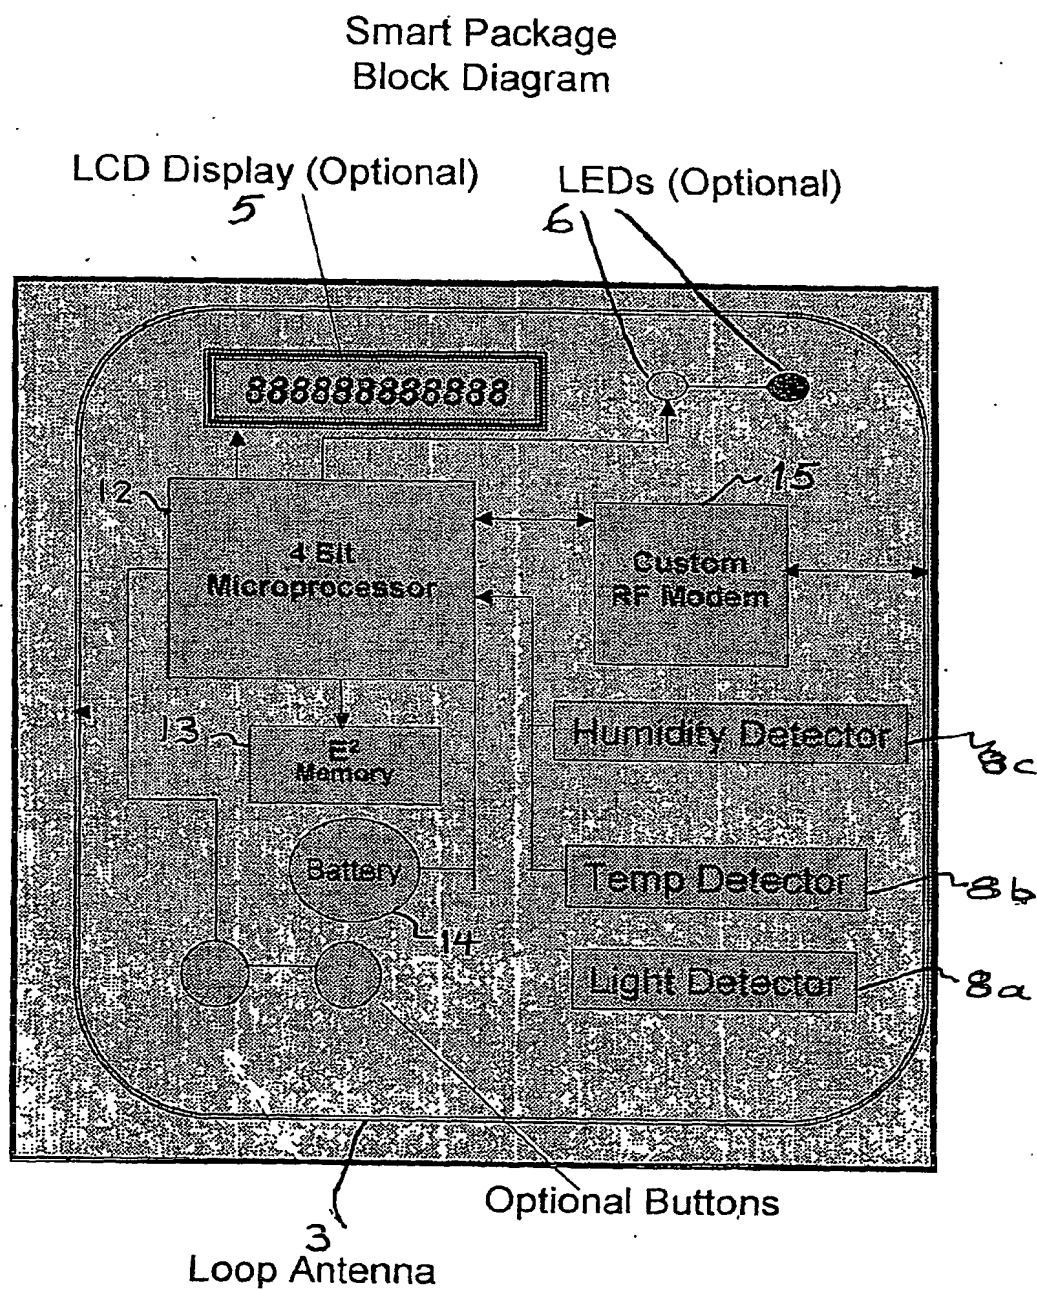 Smart Package
Block Diagram
LCD Display (Optional)
5
LEDs (Optional)
6
888888888888
12
4 Bit
Microprocessor
15
Custom
RF Modem
13
E²
Memory
Humidity Detector
8c
Battery
14
Temp Detector
8b
Light Detector
8a
Optional Buttons
3
Loop Antenna